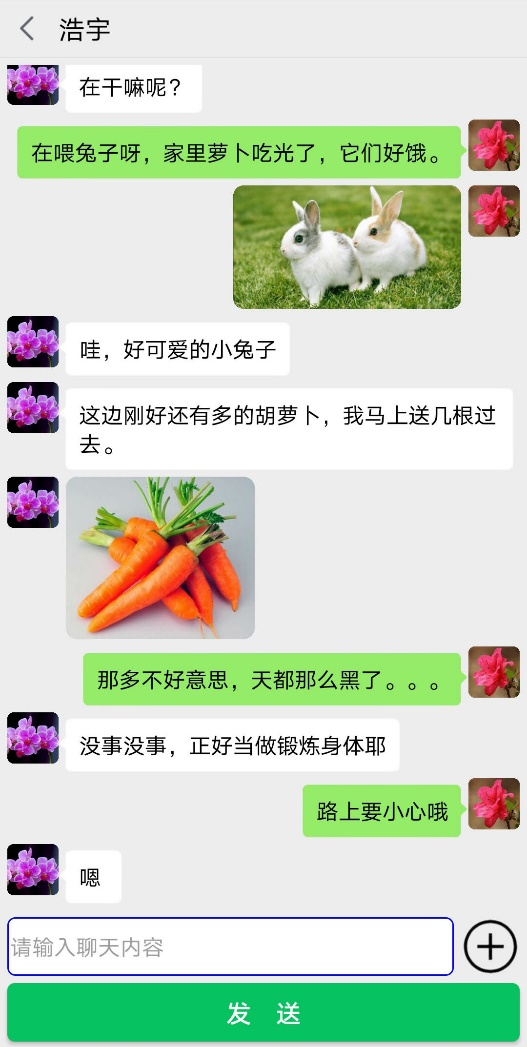 浩宇
在干嘛呢？
在喂兔子呀，家里萝卜吃光了，它们好饿。
哇，好可爱的小兔子
这边刚好还有多的胡萝卜，我马上送几根过
去。
那多不好意思，天都那么黑了。。。
没事没事，正好当做锻炼身体耶
路上要小心哦
嗯
请输入聊天内容
发 送